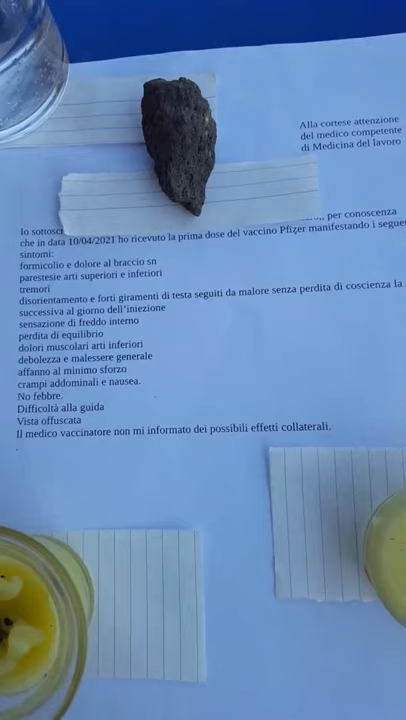 Alla cortese attenzione
del medico competente
di Medicina del lavoro
Io sottosci per conoscenza
che in data 10/04/2021 ho ricevuto la prima dose del vaccino Pfizer manifestando i segue
sintomi:
formicolio e dolore al braccio sn
parestesie arti superiori e inferiori
tremori
disorientamento e forti giramenti di testa seguiti da malore senza perdita di coscienza la
successiva al giorno dell'iniezione
sensazione di freddo interno
perdita di equilibrio
dolori muscolari arti inferiori
debolezza e malessere generale
affanno al minimo sforzo
crampi addominali e nausea.
No febbre.
Difficoltà alla guida
Vista offuscata
Il medico vaccinatore non mi informato dei possibili effetti collaterali.
.